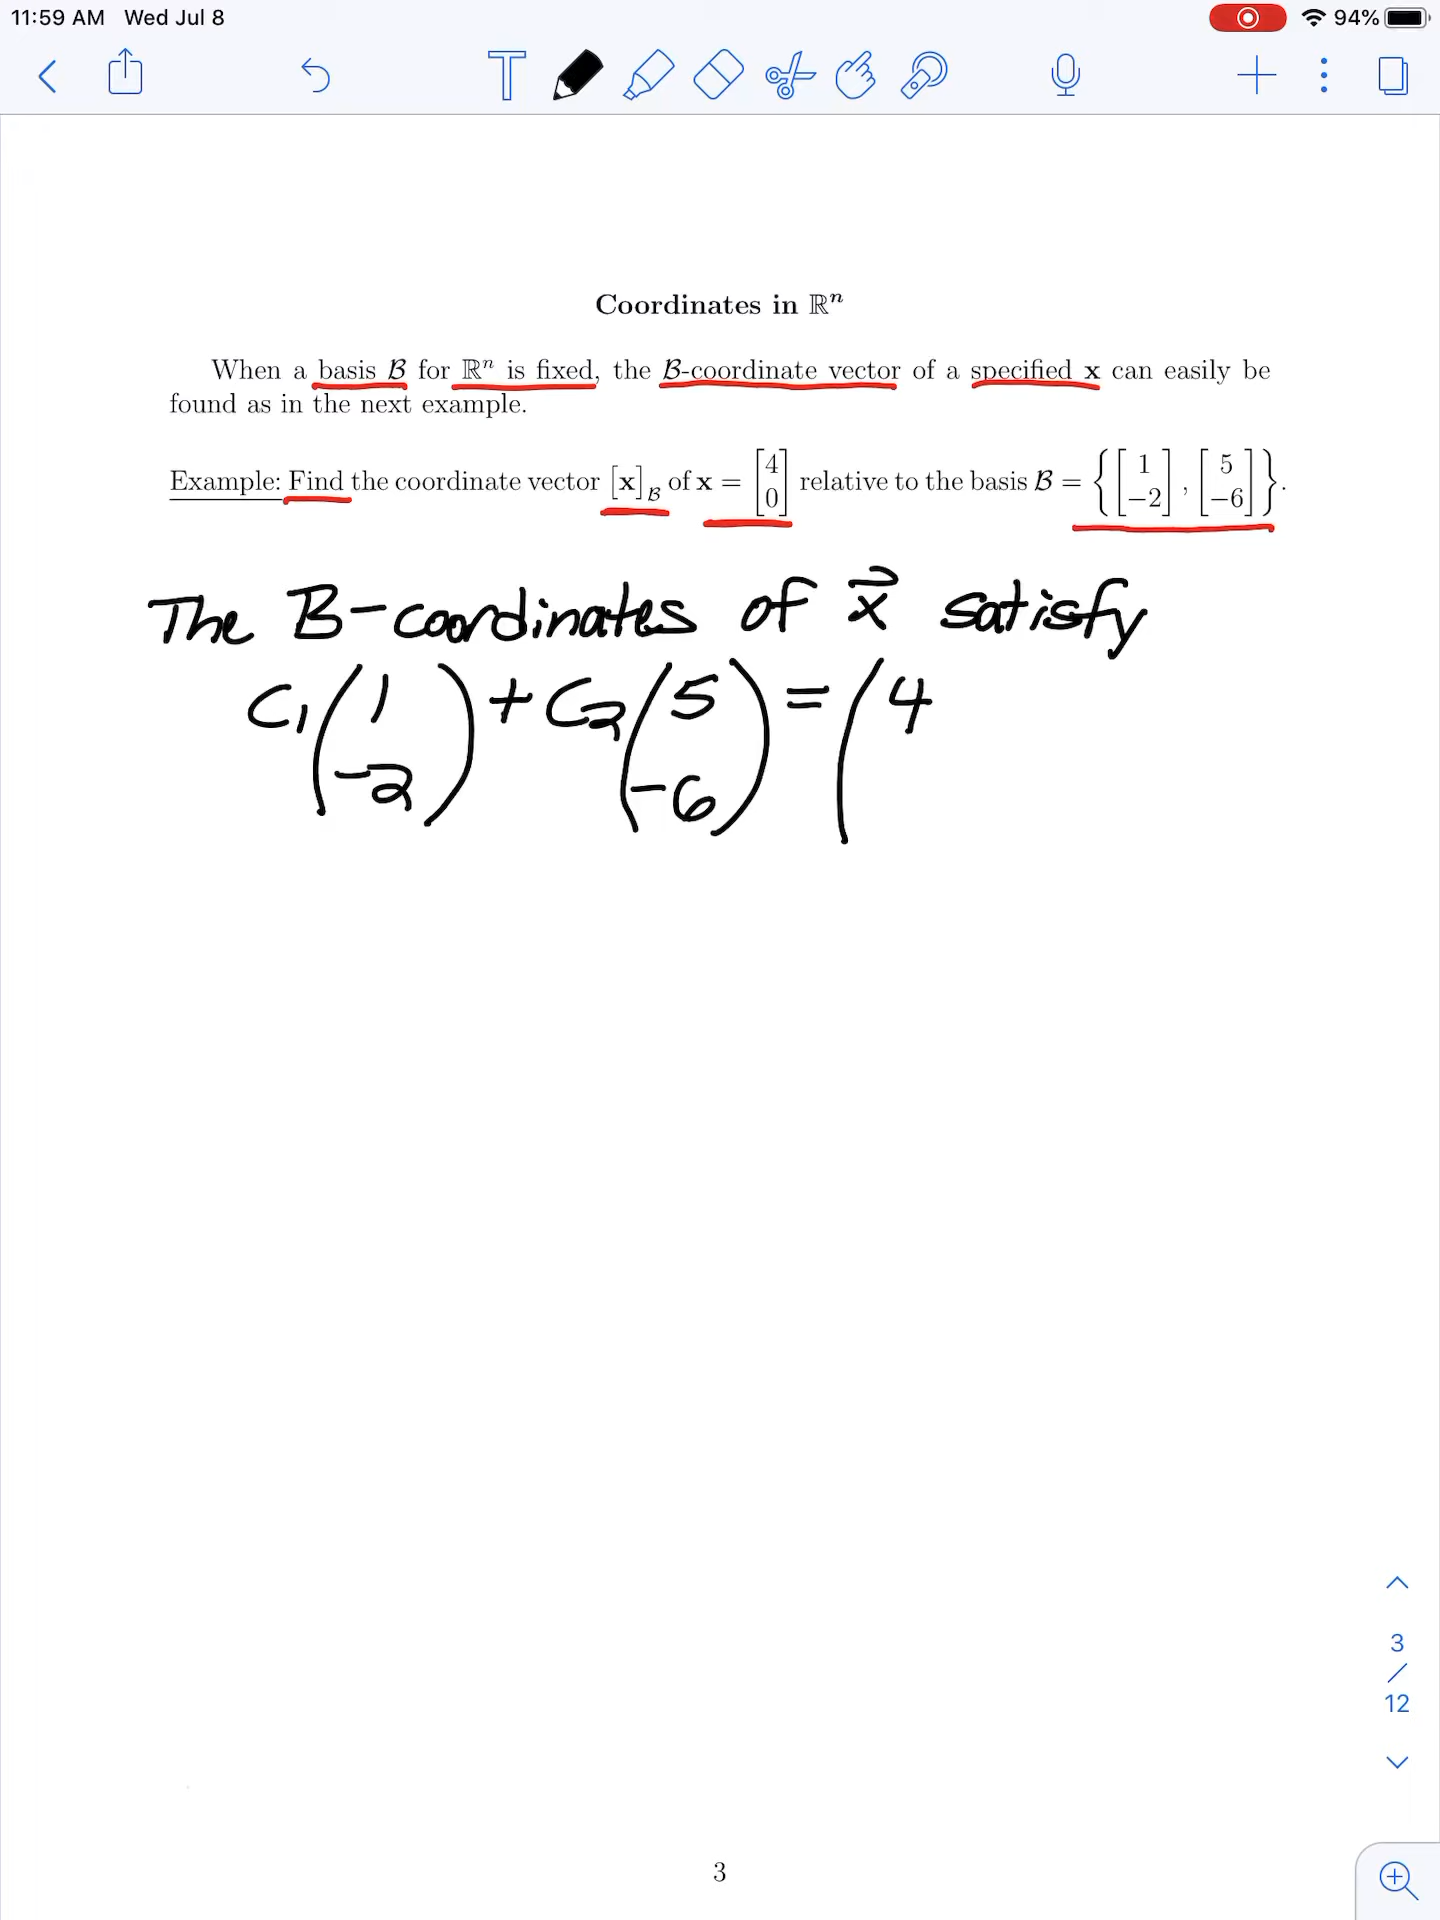 11:59 AM Wed Jul 8 94%
Coordinates in ℝⁿ
When a basis ℬ for ℝⁿ is fixed, the ℬ-coordinate vector of a specified x can easily be
found as in the next example.
Example: Find the coordinate vector [x]_ℬ of x = [4 0] relative to the basis ℬ = {[1 −2], [5 −6]}.
The B-coordinates of x⃗ satisfy
C₁(1 -2) + C₂(5 -6) = (4
3
/
12
3